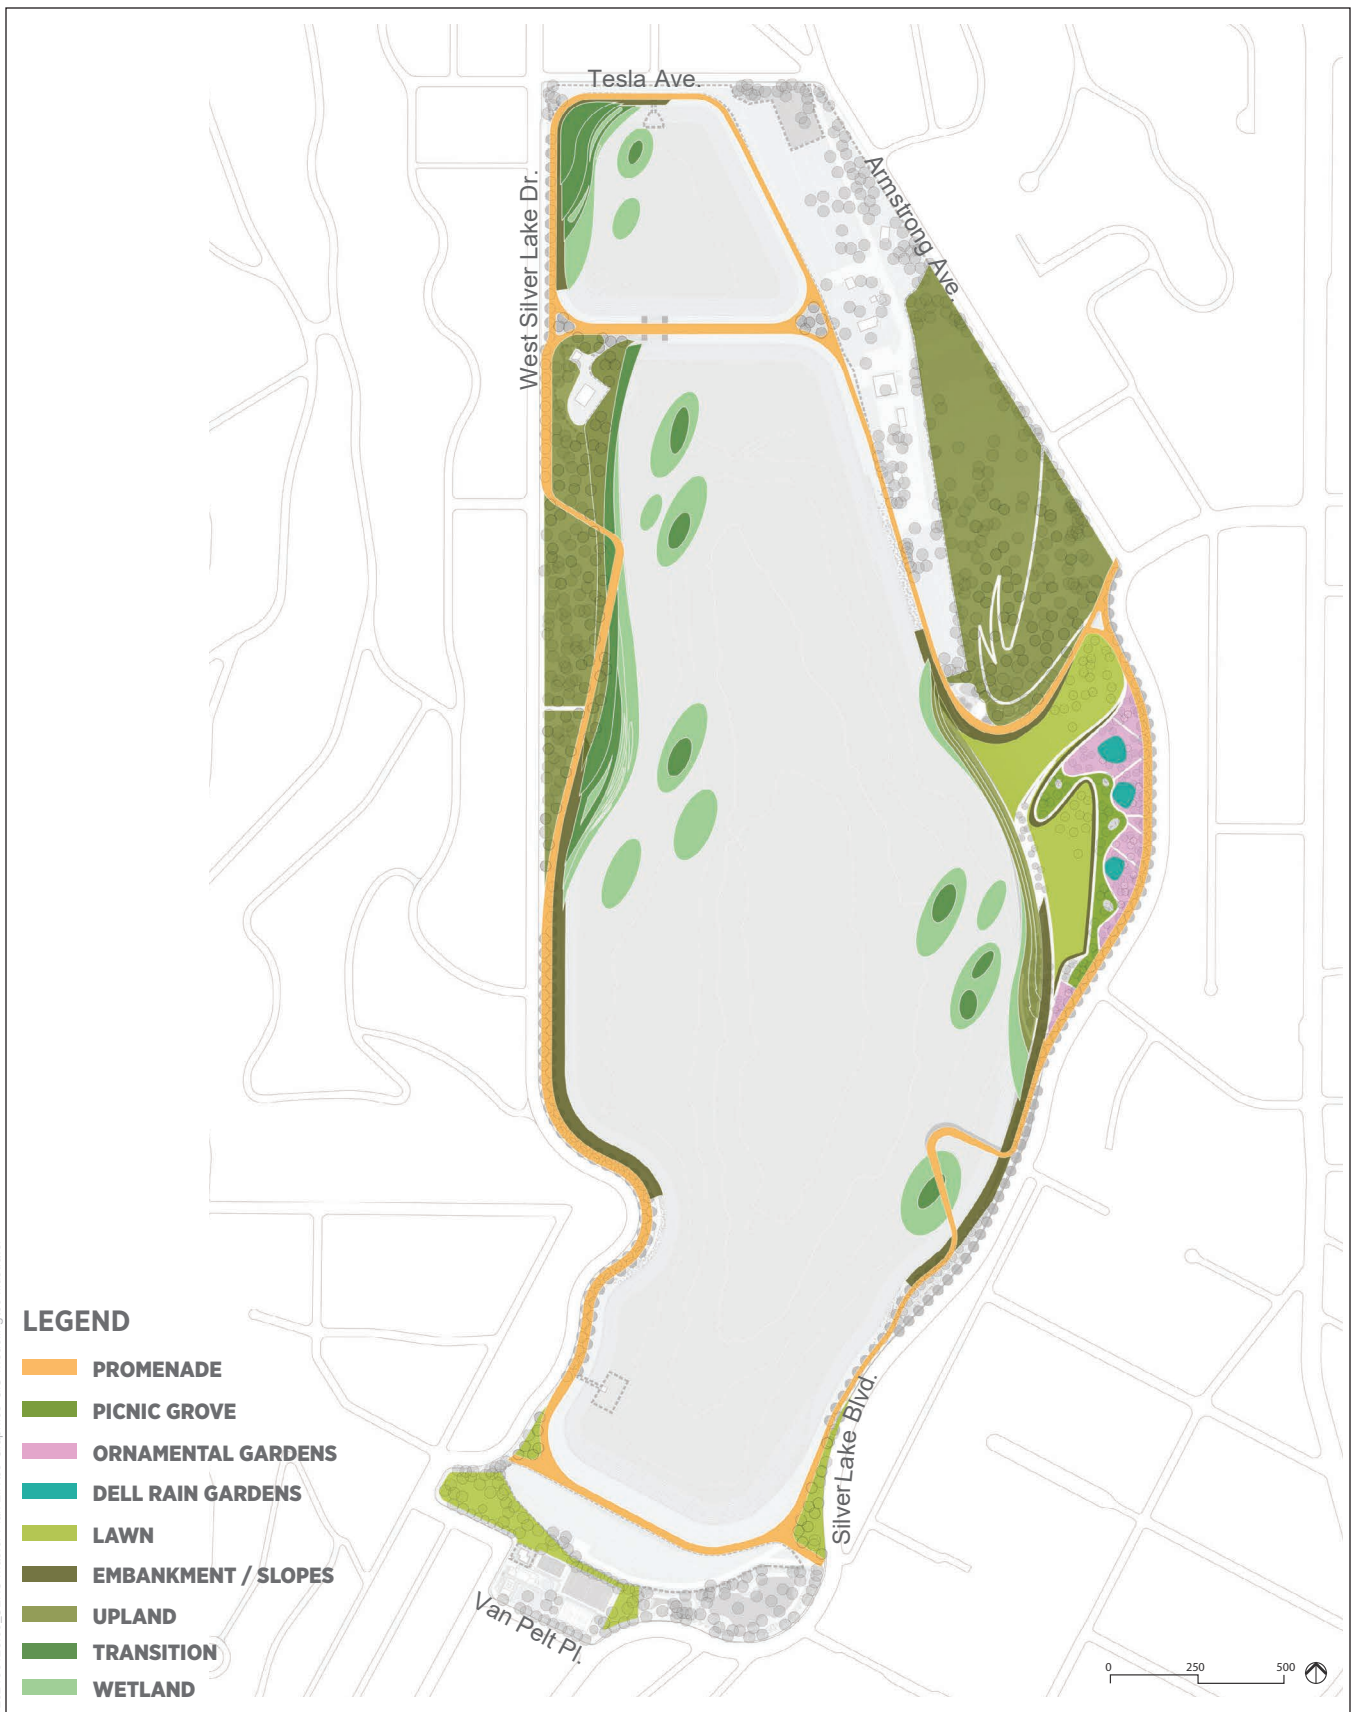 Tesla Ave.
Armstrong Ave.
West Silver Lake Dr.
Silver Lake Blvd.
Van Pelt Pl.
LEGEND
PROMENADE
PICNIC GROVE
ORNAMENTAL GARDENS
DELL RAIN GARDENS
LAWN
EMBANKMENT / SLOPES
UPLAND
TRANSITION
WETLAND
0 250 500